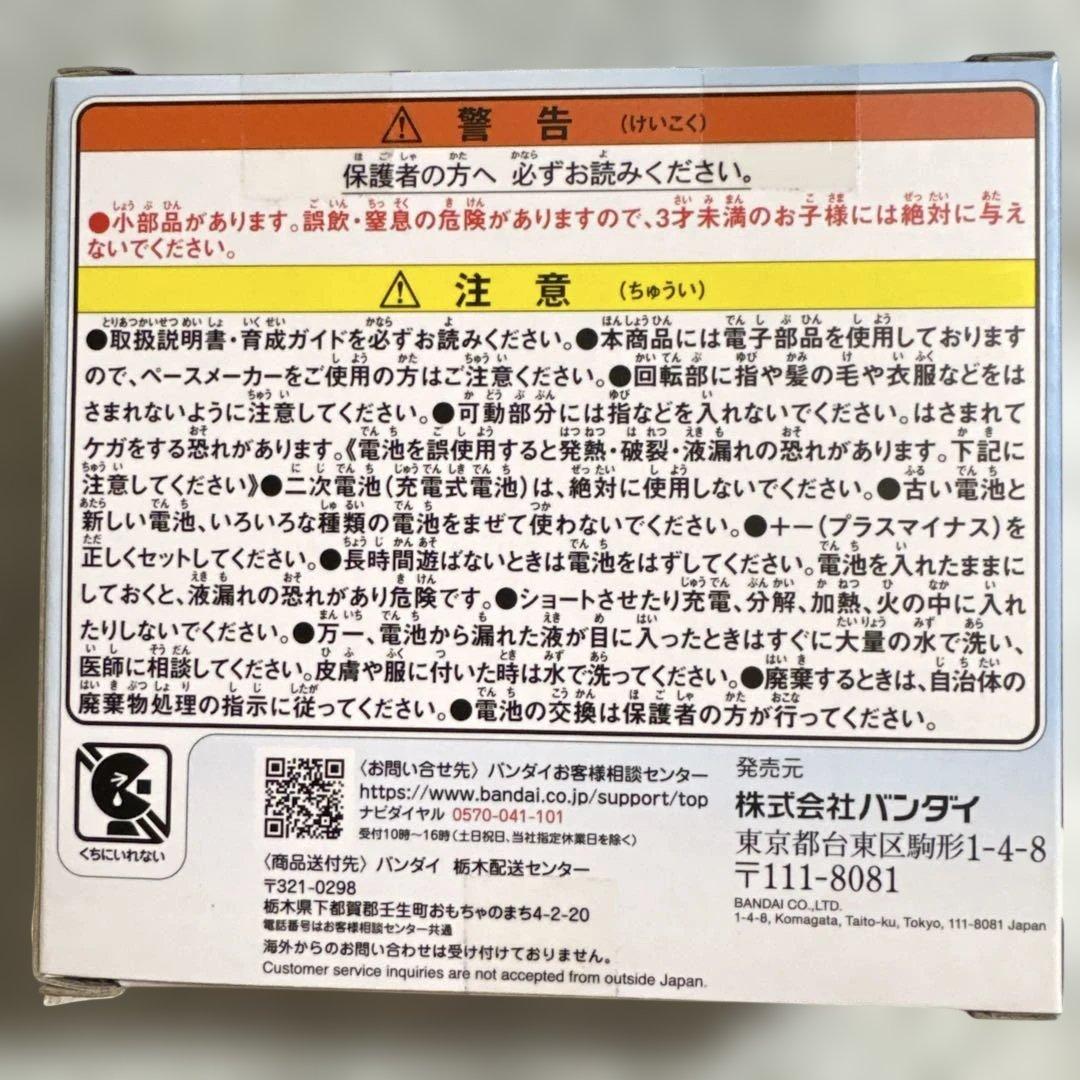 警告 (けいこく)
保護者の方へ 必ずお読みください。
●小部品があります。誤飲・窒息の危険がありますので、3才未満のお子様には絶対に与え
ないでください。
注意 (ちゅうい)
●取扱説明書・育成ガイドを必ずお読みください。●本商品には電子部品を使用しております
ので、ペースメーカーをご使用の方はご注意ください。●回転部に指や髪の毛や衣服などをは
さまれないように注意してください。●可動部分には指などを入れないでください。はさまれて
ケガをする恐れがあります。《電池を誤使用すると発熱・破裂・液漏れの恐れがあります。下記に
注意してください》●二次電池(充電式電池)は、絶対に使用しないでください。●古い電池と
新しい電池、いろいろな種類の電池をまぜて使わないでください。●+－(プラスマイナス)を
正しくセットしてください。●長時間遊ばないときは電池をはずしてください。電池を入れたままに
しておくと、液漏れの恐れがあり危険です。●ショートさせたり充電、分解、加熱、火の中に入れ
たりしないでください。●万一、電池から漏れた液が目に入ったときはすぐに大量の水で洗い、
医師に相談してください。皮膚や服に付いた時は水で洗ってください。●廃棄するときは、自治体の
廃棄物処理の指示に従ってください。●電池の交換は保護者の方が行ってください。
くちにいれない
〈お問い合せ先〉バンダイお客様相談センター
https://www.bandai.co.jp/support/top
ナビダイヤル 0570-041-101
受付10時～16時(土日祝日、当社指定休業日を除く)
〈商品送付先〉バンダイ 栃木配送センター
〒321-0298
栃木県下都賀郡壬生町おもちゃのまち4-2-20
電話番号はお客様相談センター共通
海外からのお問い合わせは受け付けておりません。
Customer service inquiries are not accepted from outside Japan.
発売元
株式会社バンダイ
東京都台東区駒形1-4-8
〒111-8081
BANDAI CO.,LTD.
1-4-8, Komagata, Taito-ku, Tokyo, 111-8081 Japan